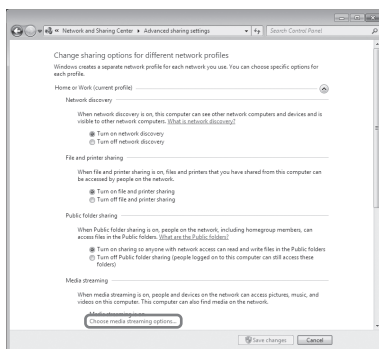 « Network and Sharing Center ▸ Advanced sharing settings
Search Control Panel
Change sharing options for different network profiles
Windows creates a separate network profile for each network you use. You can choose specific options for
each profile.
Home or Work (current profile)
Network discovery
When network discovery is on, this computer can see other network computers and devices and is
visible to other network computers. What is network discovery?
Turn on network discovery
Turn off network discovery
File and printer sharing
When file and printer sharing is on, files and printers that you have shared from this computer can
be accessed by people on the network.
Turn on file and printer sharing
Turn off file and printer sharing
Public folder sharing
When Public folder sharing is on, people on the network, including homegroup members, can
access files in the Public folders. What are the Public folders?
Turn on sharing so anyone with network access can read and write files in the Public folders
Turn off Public folder sharing (people logged on to this computer can still access these
folders)
Media streaming
When media streaming is on, people and devices on the network can access pictures, music, and
videos on this computer. This computer can also find media on the network.
Media streaming is on.
Choose media streaming options...
Save changes
Cancel